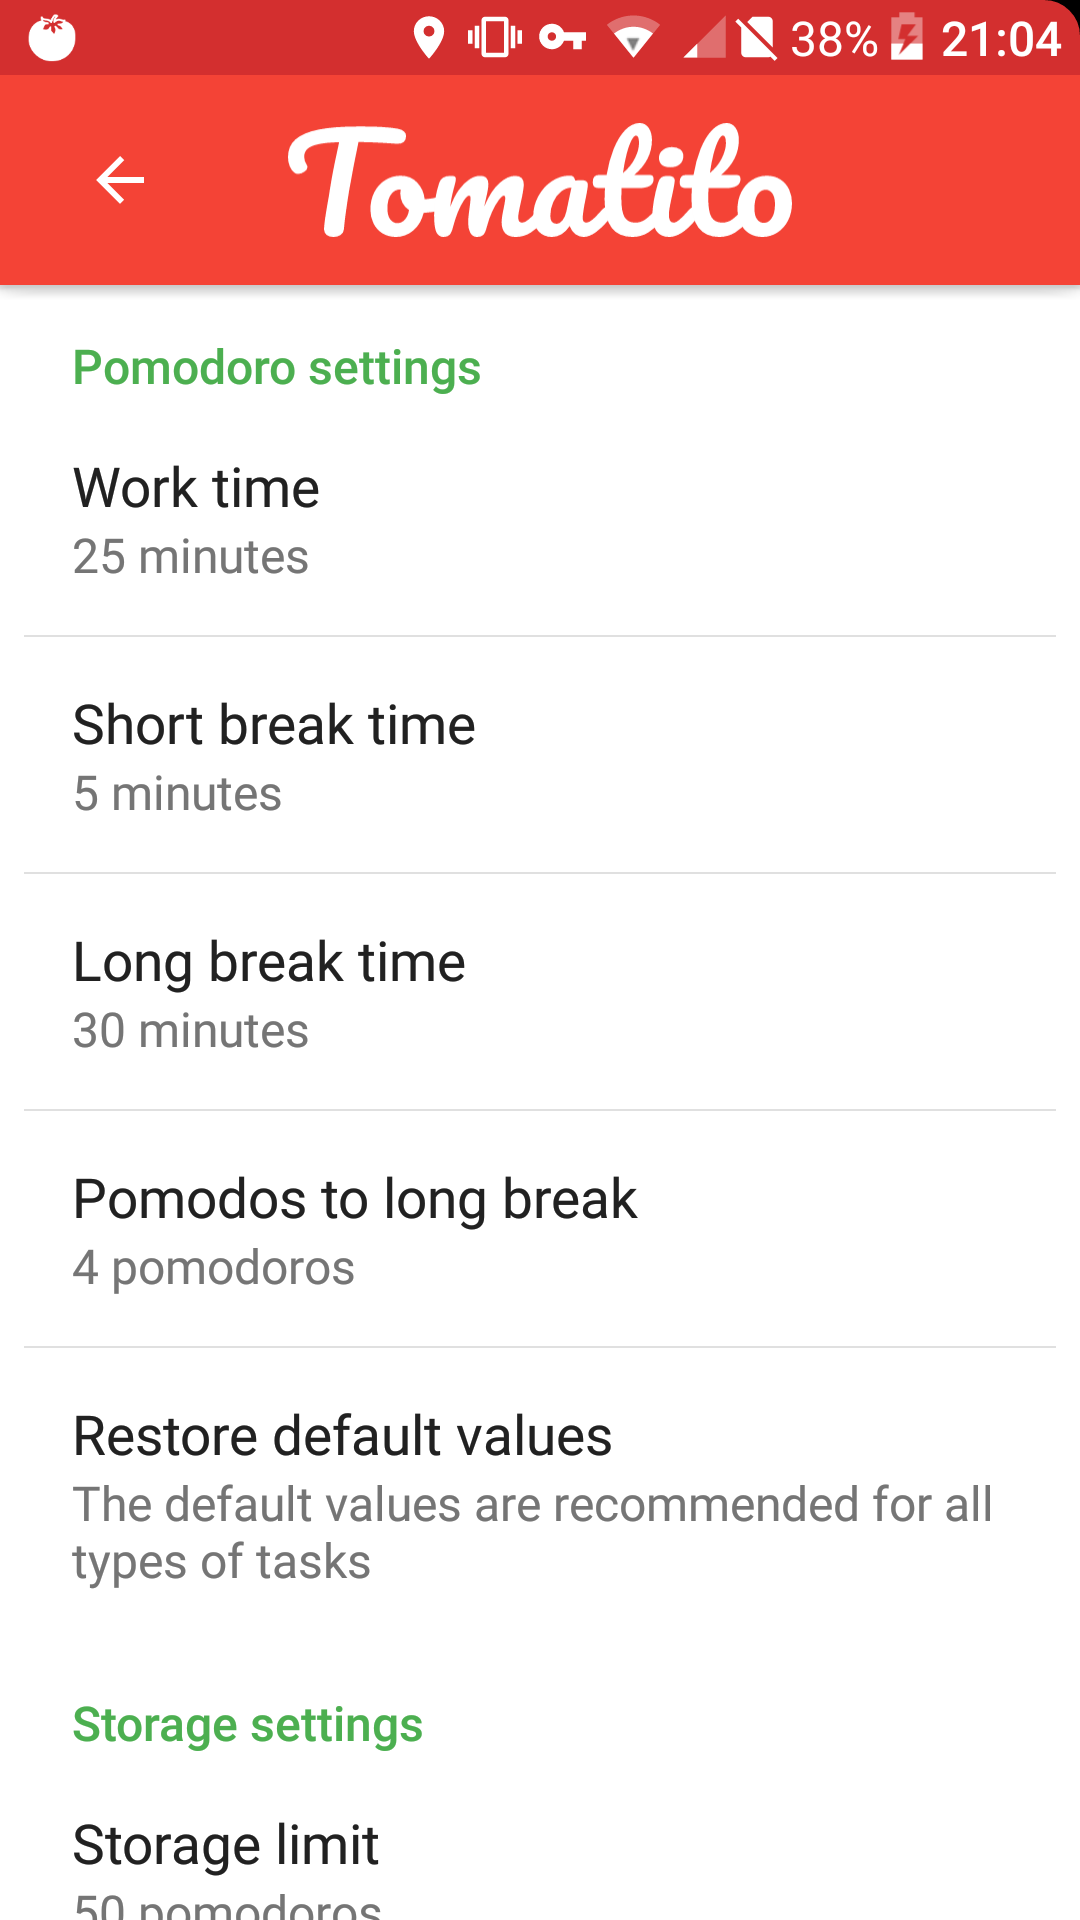 38% 21:04
Tomatito
Pomodoro settings
Work time
25 minutes
Short break time
5 minutes
Long break time
30 minutes
Pomodos to long break
4 pomodoros
Restore default values
The default values are recommended for all
types of tasks
Storage settings
Storage limit
50 pomodoros